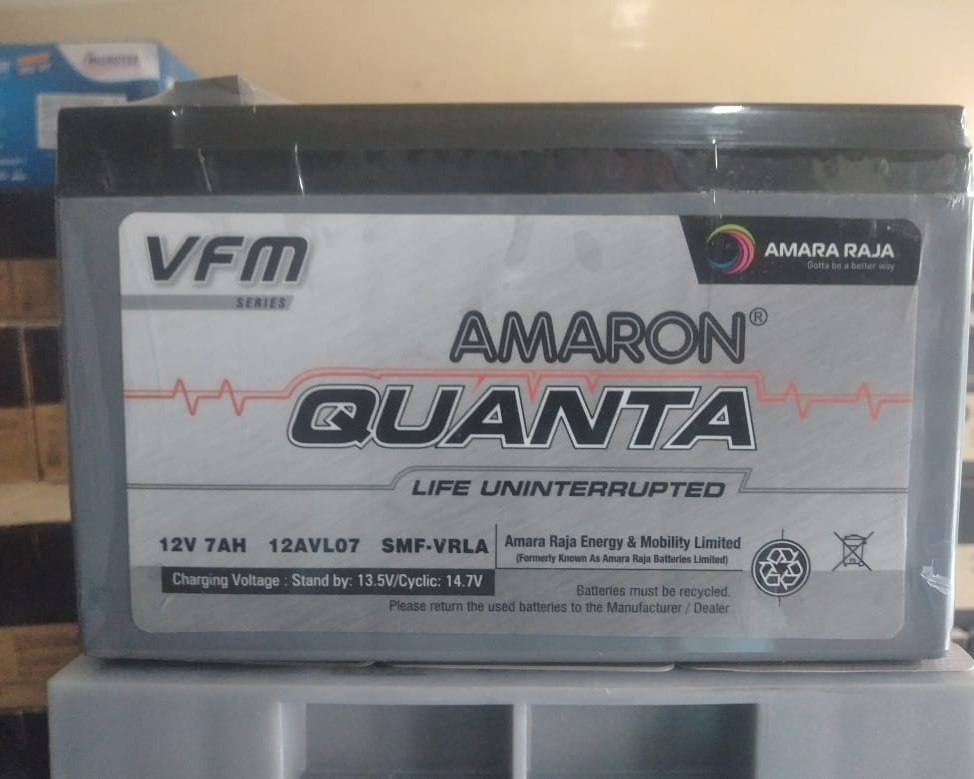 VFM
SERIES
AMARA RAJA
Gotta be a better way
AMARON®
QUANTA
LIFE UNINTERRUPTED
12V 7AH 12AVL07 SMF-VRLA
Charging Voltage : Stand by: 13.5V/Cyclic: 14.7V
Amara Raja Energy & Mobility Limited
(Formerly Known As Amara Raja Batteries Limited)
Batteries must be recycled.
Please return the used batteries to the Manufacturer / Dealer